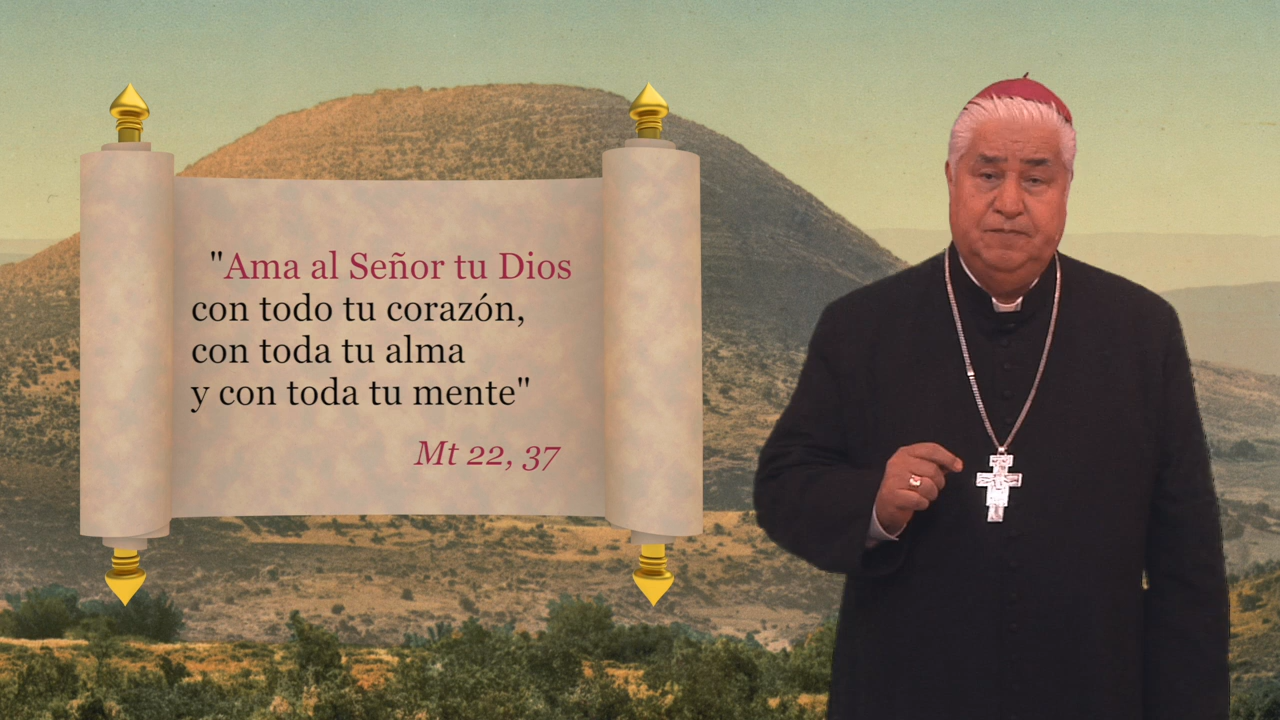 "Ama al Señor tu Dios
con todo tu corazón,
con toda tu alma
y con toda tu mente"
Mt 22, 37